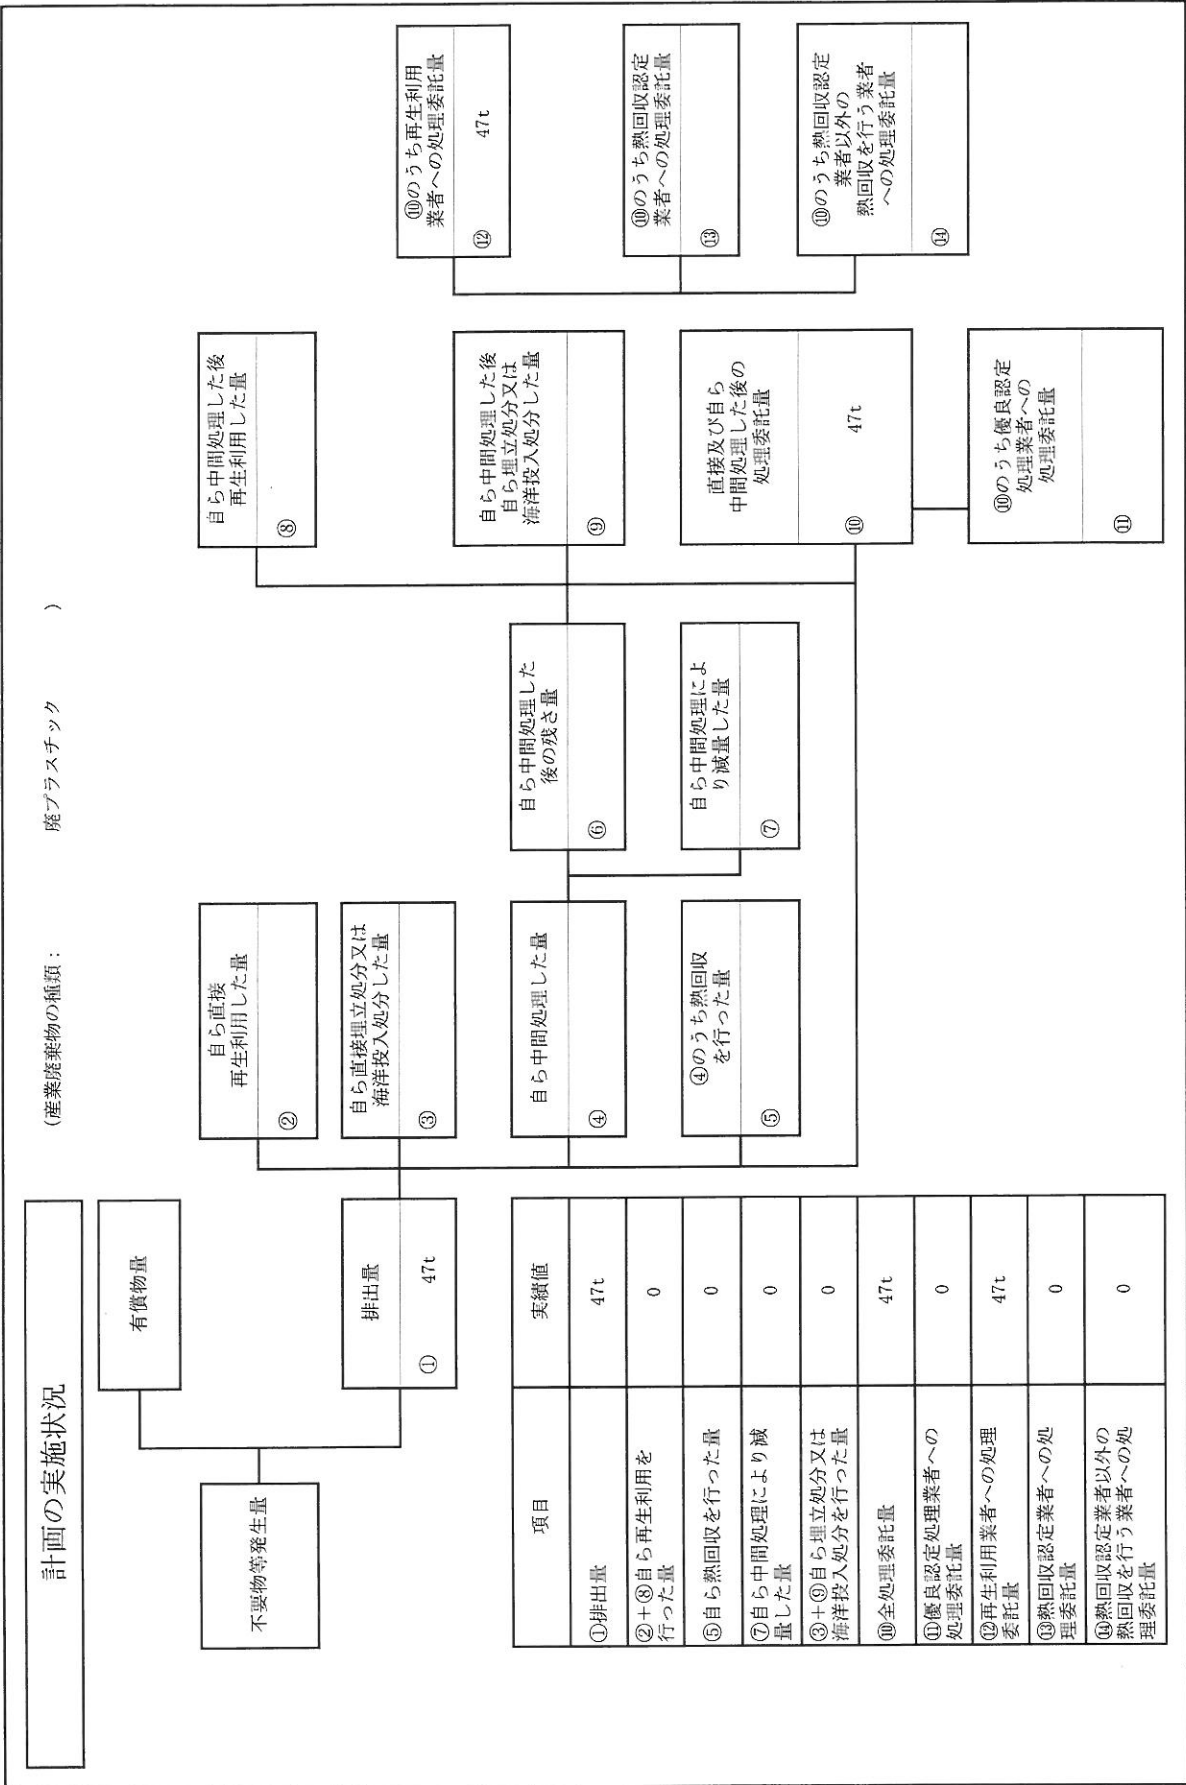 計画の実施状況
(産業廃棄物の種類： 廃プラスチック )
不要物等発生量
有償物量
排出量
① 47t
自ら直接
再生利用した量
②
自ら直接埋立処分又は
海洋投入処分した量
③
自ら中間処理した量
④
④のうち熱回収
を行った量
⑤
自ら中間処理した
後の残さ量
⑥
自ら中間処理によ
り減量した量
⑦
自ら中間処理した後
再生利用した量
⑧
自ら中間処理した後
自ら埋立処分又は
海洋投入処分した量
⑨
直接及び自ら
中間処理した後の
処理委託量
⑩ 47t
⑩のうち優良認定
処理業者への
処理委託量
⑪
⑩のうち再生利用
業者への処理委託量
⑫ 47t
⑩のうち熱回収認定
業者への処理委託量
⑬
⑩のうち熱回収認定
業者以外の
熱回収を行う業者
への処理委託量
⑭
項目 実績値
①排出量 47t
②＋⑧自ら再生利用を
行った量 0
⑤自ら熱回収を行った量 0
⑦自ら中間処理により減
量した量 0
③＋⑨自ら埋立処分又は
海洋投入処分を行った量 0
⑩全処理委託量 47t
⑪優良認定処理業者への
処理委託量 0
⑫再生利用業者への処理
委託量 47t
⑬熱回収認定業者への処
理委託量 0
⑭熱回収認定業者以外の
熱回収を行う業者への処
理委託量 0